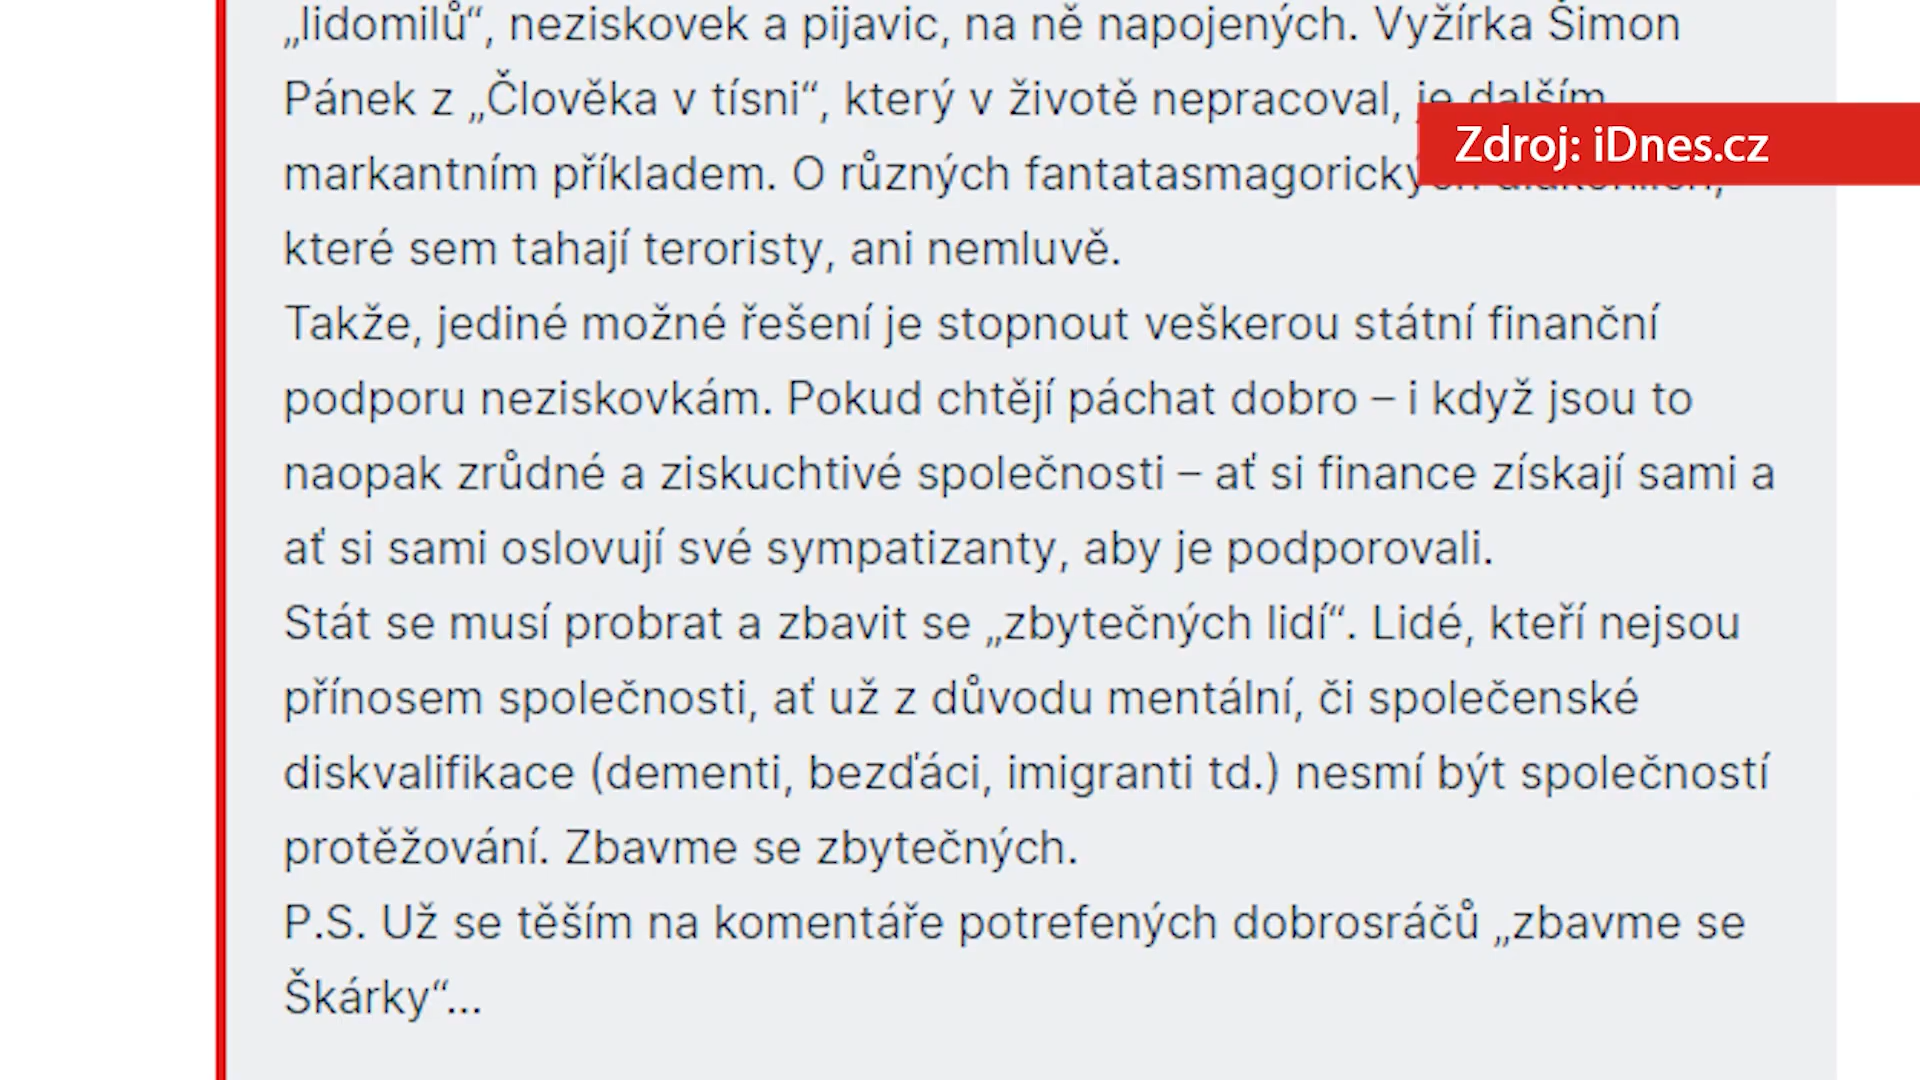 „lidomilů“, neziskovek a pijavic, na ně napojených. Vyžírka Šimon
Pánek z „Člověka v tísni“, který v životě nepracoval, je dalším
Zdroj: iDnes.cz
markantním příkladem. O různých fantatasmagorických
které sem tahají teroristy, ani nemluvě.
Takže, jediné možné řešení je stopnout veškerou státní finanční
podporu neziskovkám. Pokud chtějí páchat dobro – i když jsou to
naopak zrůdné a ziskuchtivé společnosti – ať si finance získají sami a
ať si sami oslovují své sympatizanty, aby je podporovali.
Stát se musí probrat a zbavit se „zbytečných lidí“. Lidé, kteří nejsou
přínosem společnosti, ať už z důvodu mentální, či společenské
diskvalifikace (dementi, bezďáci, imigranti td.) nesmí být společností
protěžování. Zbavme se zbytečných.
P.S. Už se těším na komentáře potrefených dobrosráčů „zbavme se
Škárky“...